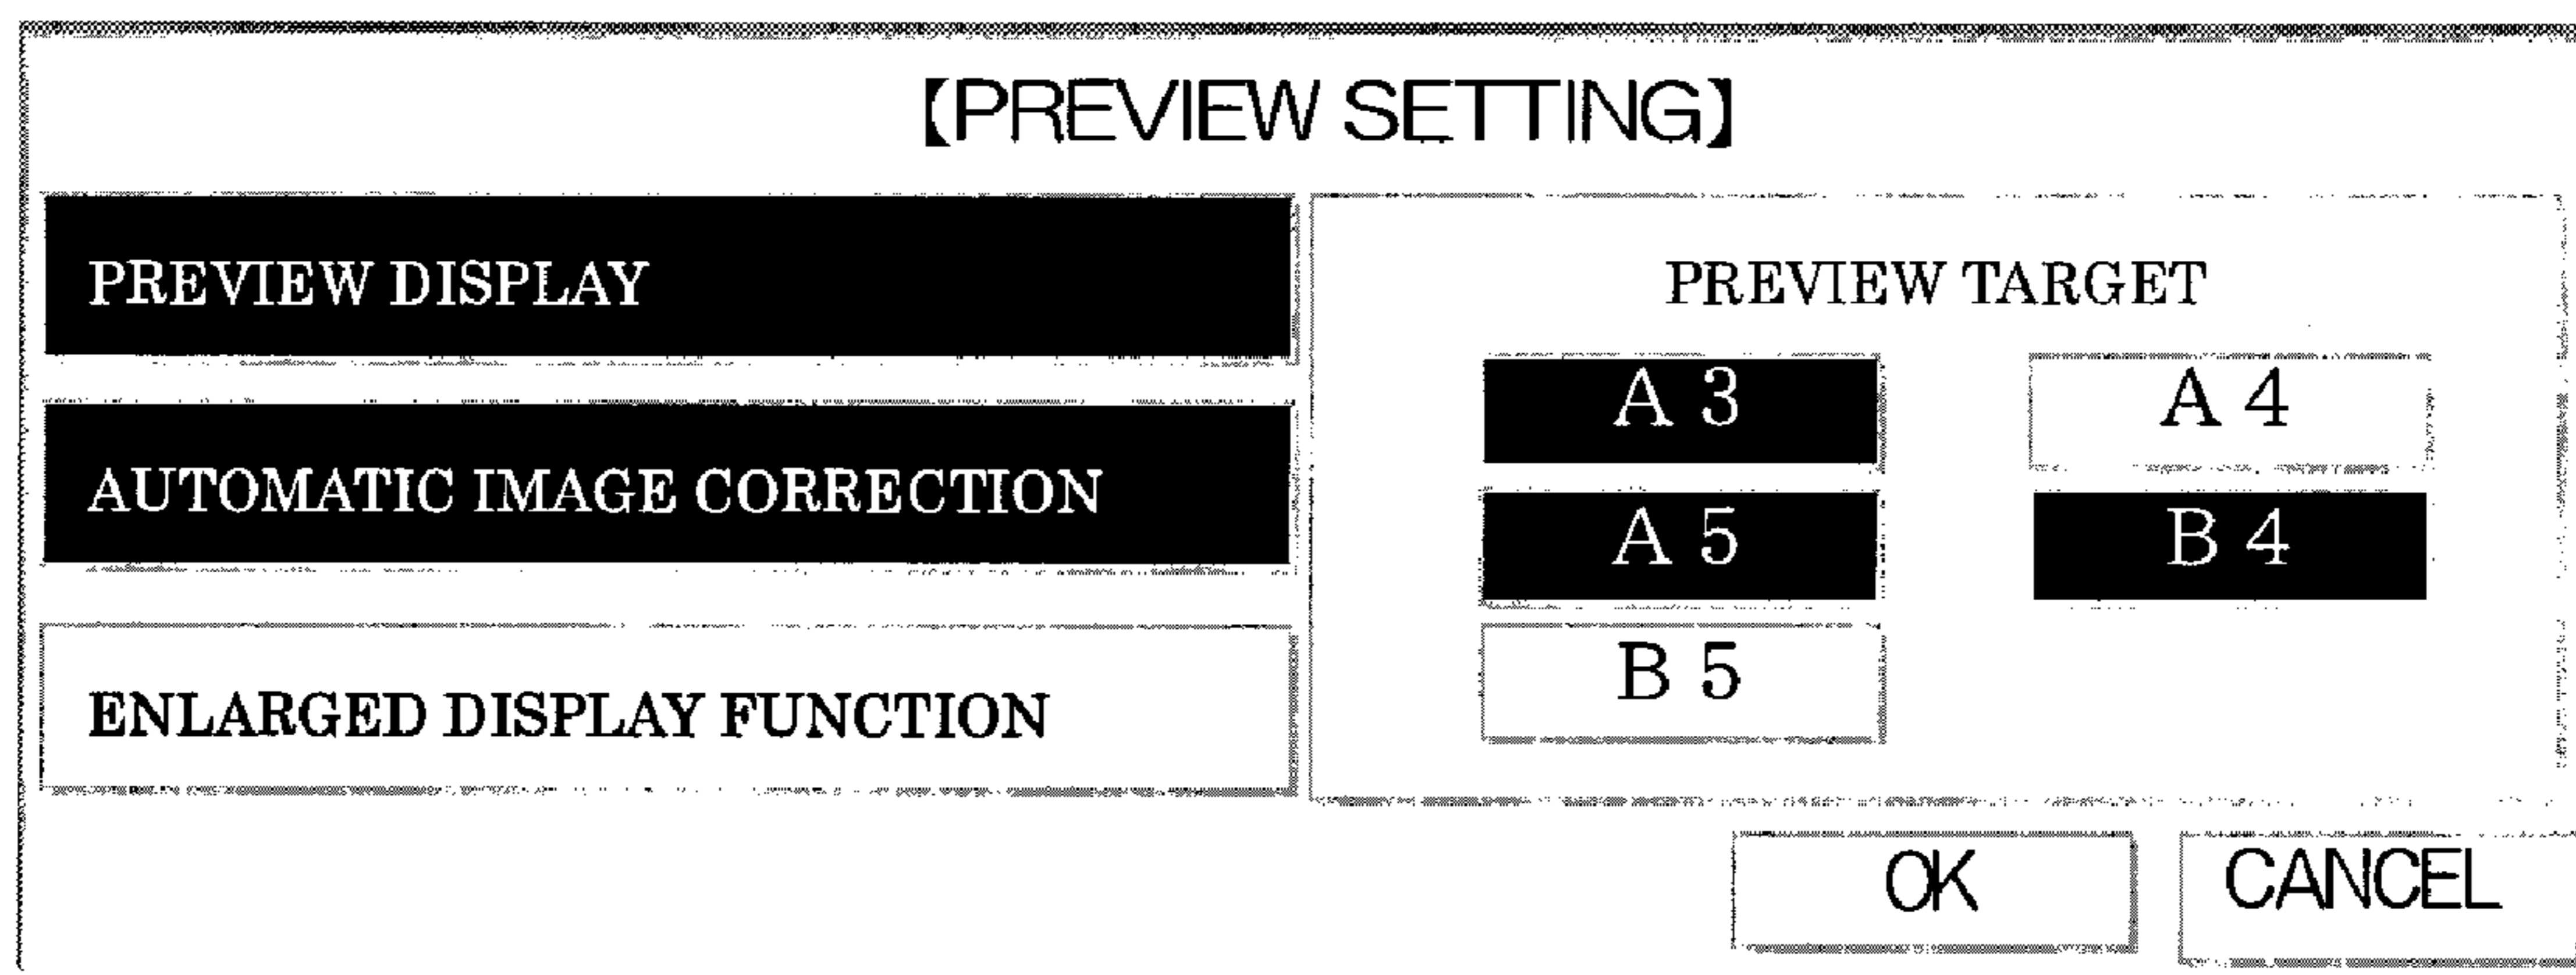 【PREVIEW SETTING】
PREVIEW DISPLAY
AUTOMATIC IMAGE CORRECTION
ENLARGED DISPLAY FUNCTION
PREVIEW TARGET
A 3
A 4
A 5
B 4
B 5
OK
CANCEL